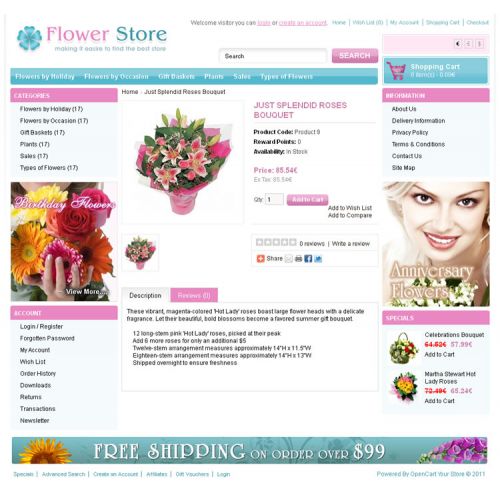 Welcome visitor you can login or create an account.
Home | Wish List (0) | My Account | Shopping Cart | Checkout
Flower Store
making it easire to find the best store
Search
SEARCH
€ £ $
Shopping Cart
0 item(s) - 0.00€
Flowers by Holiday Flowers by Occasion Gift Baskets Plants Sales Types of Flowers
CATEGORIES
Flowers by Holiday (17)
Flowers by Occasion (17)
Gift Baskets (17)
Plants (17)
Sales (17)
Types of Flowers (17)
Birthday Flowers
View More....
ACCOUNT
Login / Register
Forgotten Password
My Account
Wish List
Order History
Downloads
Returns
Transactions
Newsletter
Home » Just Splendid Roses Bouquet
JUST SPLENDID ROSES
BOUQUET
Product Code: Product 9
Reward Points: 0
Availability: In Stock
Price: 85.54€
Ex Tax: 85.54€
Qty: 1 Add to Cart
Add to Wish List
Add to Compare
0 reviews | Write a review
Share
Description Reviews (0)
These vibrant, magenta-colored 'Hot Lady' roses boast large flower heads with a delicate
fragrance. Let their beautiful, bold blossoms become a favored summer gift bouquet.
12 long-stem pink 'Hot Lady' roses, picked at their peak
Add 6 more roses for only an additional $5
Twelve-stem arrangement measures approximately 14"H x 11.5"W
Eighteen-stem arrangement measures approximately 14"H x 13"W
Shipped overnight to ensure freshness
INFORMATION
About Us
Delivery Information
Privacy Policy
Terms & Conditions
Contact Us
Site Map
Anniversary
Flowers
SPECIALS
Celebrations Bouquet
64.52€ 57.99€
Add to Cart
Martha Stewart Hot
Lady Roses
72.49€ 65.24€
Add to Cart
FREE SHIPPING ON ORDER OVER $99
Specials | Advanced Search | Create an Account | Affiliates | Gift Vouchers | Login
Powered By OpenCart Your Store © 2011